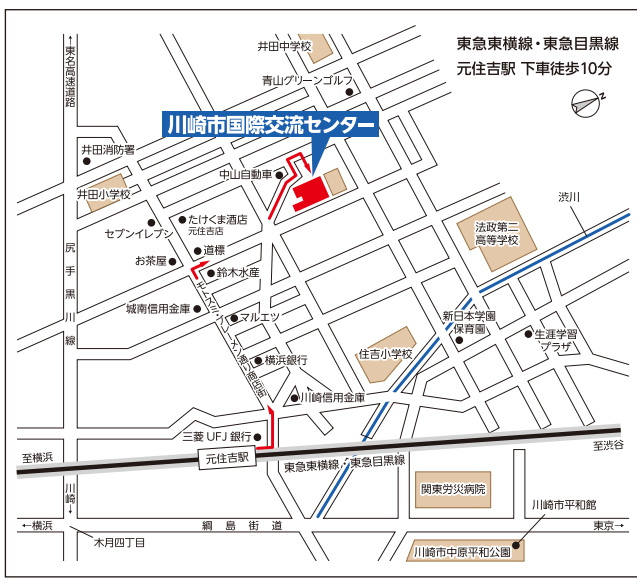 井田中学校
東急東横線・東急目黒線
元住吉駅 下車徒歩10分
青山グリーンゴルフ
東名高速道路
N
川崎市国際交流センター
井田消防署
中山自動車
井田小学校
渋川
たけくま酒店
元住吉店
法政第二
高等学校
セブンイレブン
道標
お茶屋
鈴木水産
尻手黒川線
モトスミ・ブレーメン通り商店街
城南信用金庫
マルエツ
新日本学園
保育園
生涯学習
プラザ
横浜銀行
住吉小学校
川崎信用金庫
三菱UFJ銀行
至横浜
元住吉駅
東急東横線・東急目黒線
至渋谷
川崎
関東労災病院
川崎市平和館
←横浜
綱島街道
東京→
木月四丁目
川崎市中原平和公園